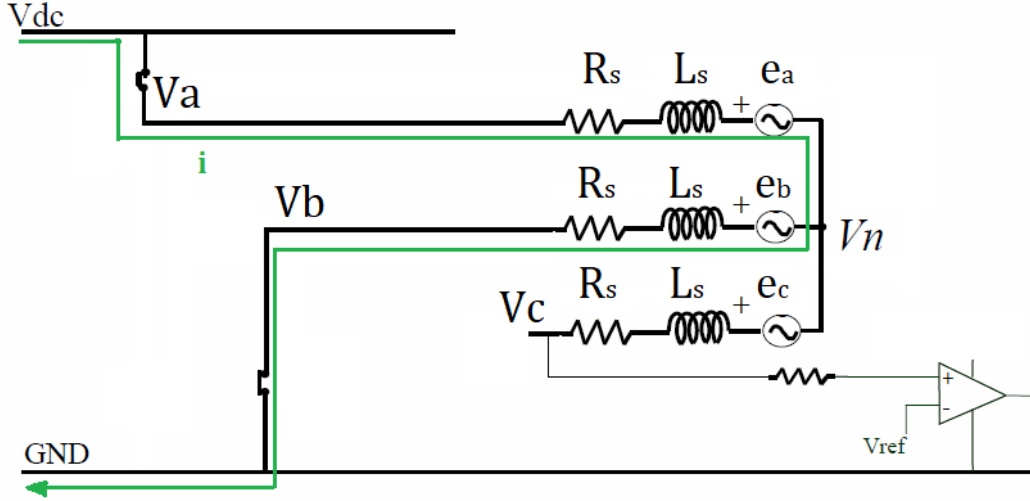 Vdc
Rs Ls + ea
Va
i
Rs Ls + eb
Vb
Vn
Rs Ls + ec
Vc
+
-
Vref
GND